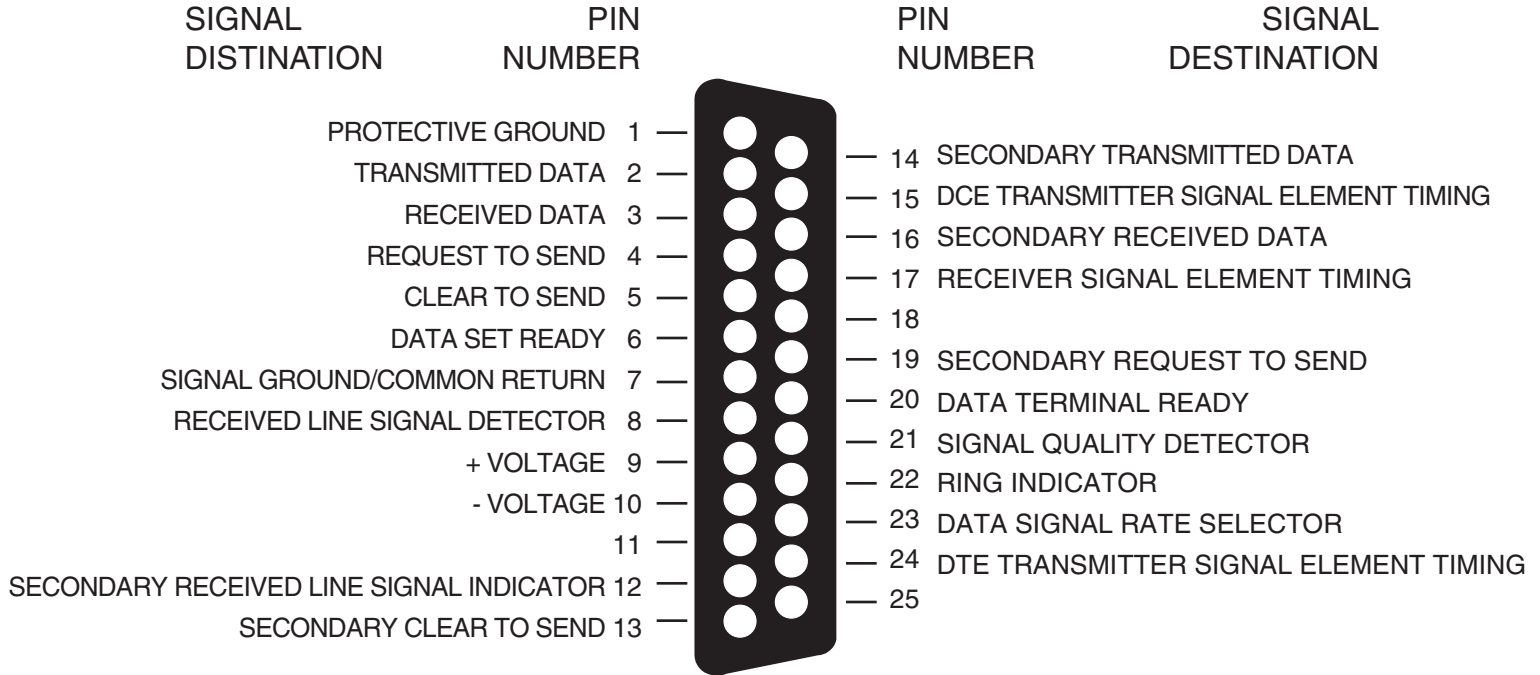 SIGNAL DISTINATION
PIN NUMBER
PIN NUMBER
SIGNAL DESTINATION
PROTECTIVE GROUND 1
TRANSMITTED DATA 2
RECEIVED DATA 3
REQUEST TO SEND 4
CLEAR TO SEND 5
DATA SET READY 6
SIGNAL GROUND/COMMON RETURN 7
RECEIVED LINE SIGNAL DETECTOR 8
+ VOLTAGE 9
- VOLTAGE 10
11
SECONDARY RECEIVED LINE SIGNAL INDICATOR 12
SECONDARY CLEAR TO SEND 13
14 SECONDARY TRANSMITTED DATA
15 DCE TRANSMITTER SIGNAL ELEMENT TIMING
16 SECONDARY RECEIVED DATA
17 RECEIVER SIGNAL ELEMENT TIMING
18
19 SECONDARY REQUEST TO SEND
20 DATA TERMINAL READY
21 SIGNAL QUALITY DETECTOR
22 RING INDICATOR
23 DATA SIGNAL RATE SELECTOR
24 DTE TRANSMITTER SIGNAL ELEMENT TIMING
25